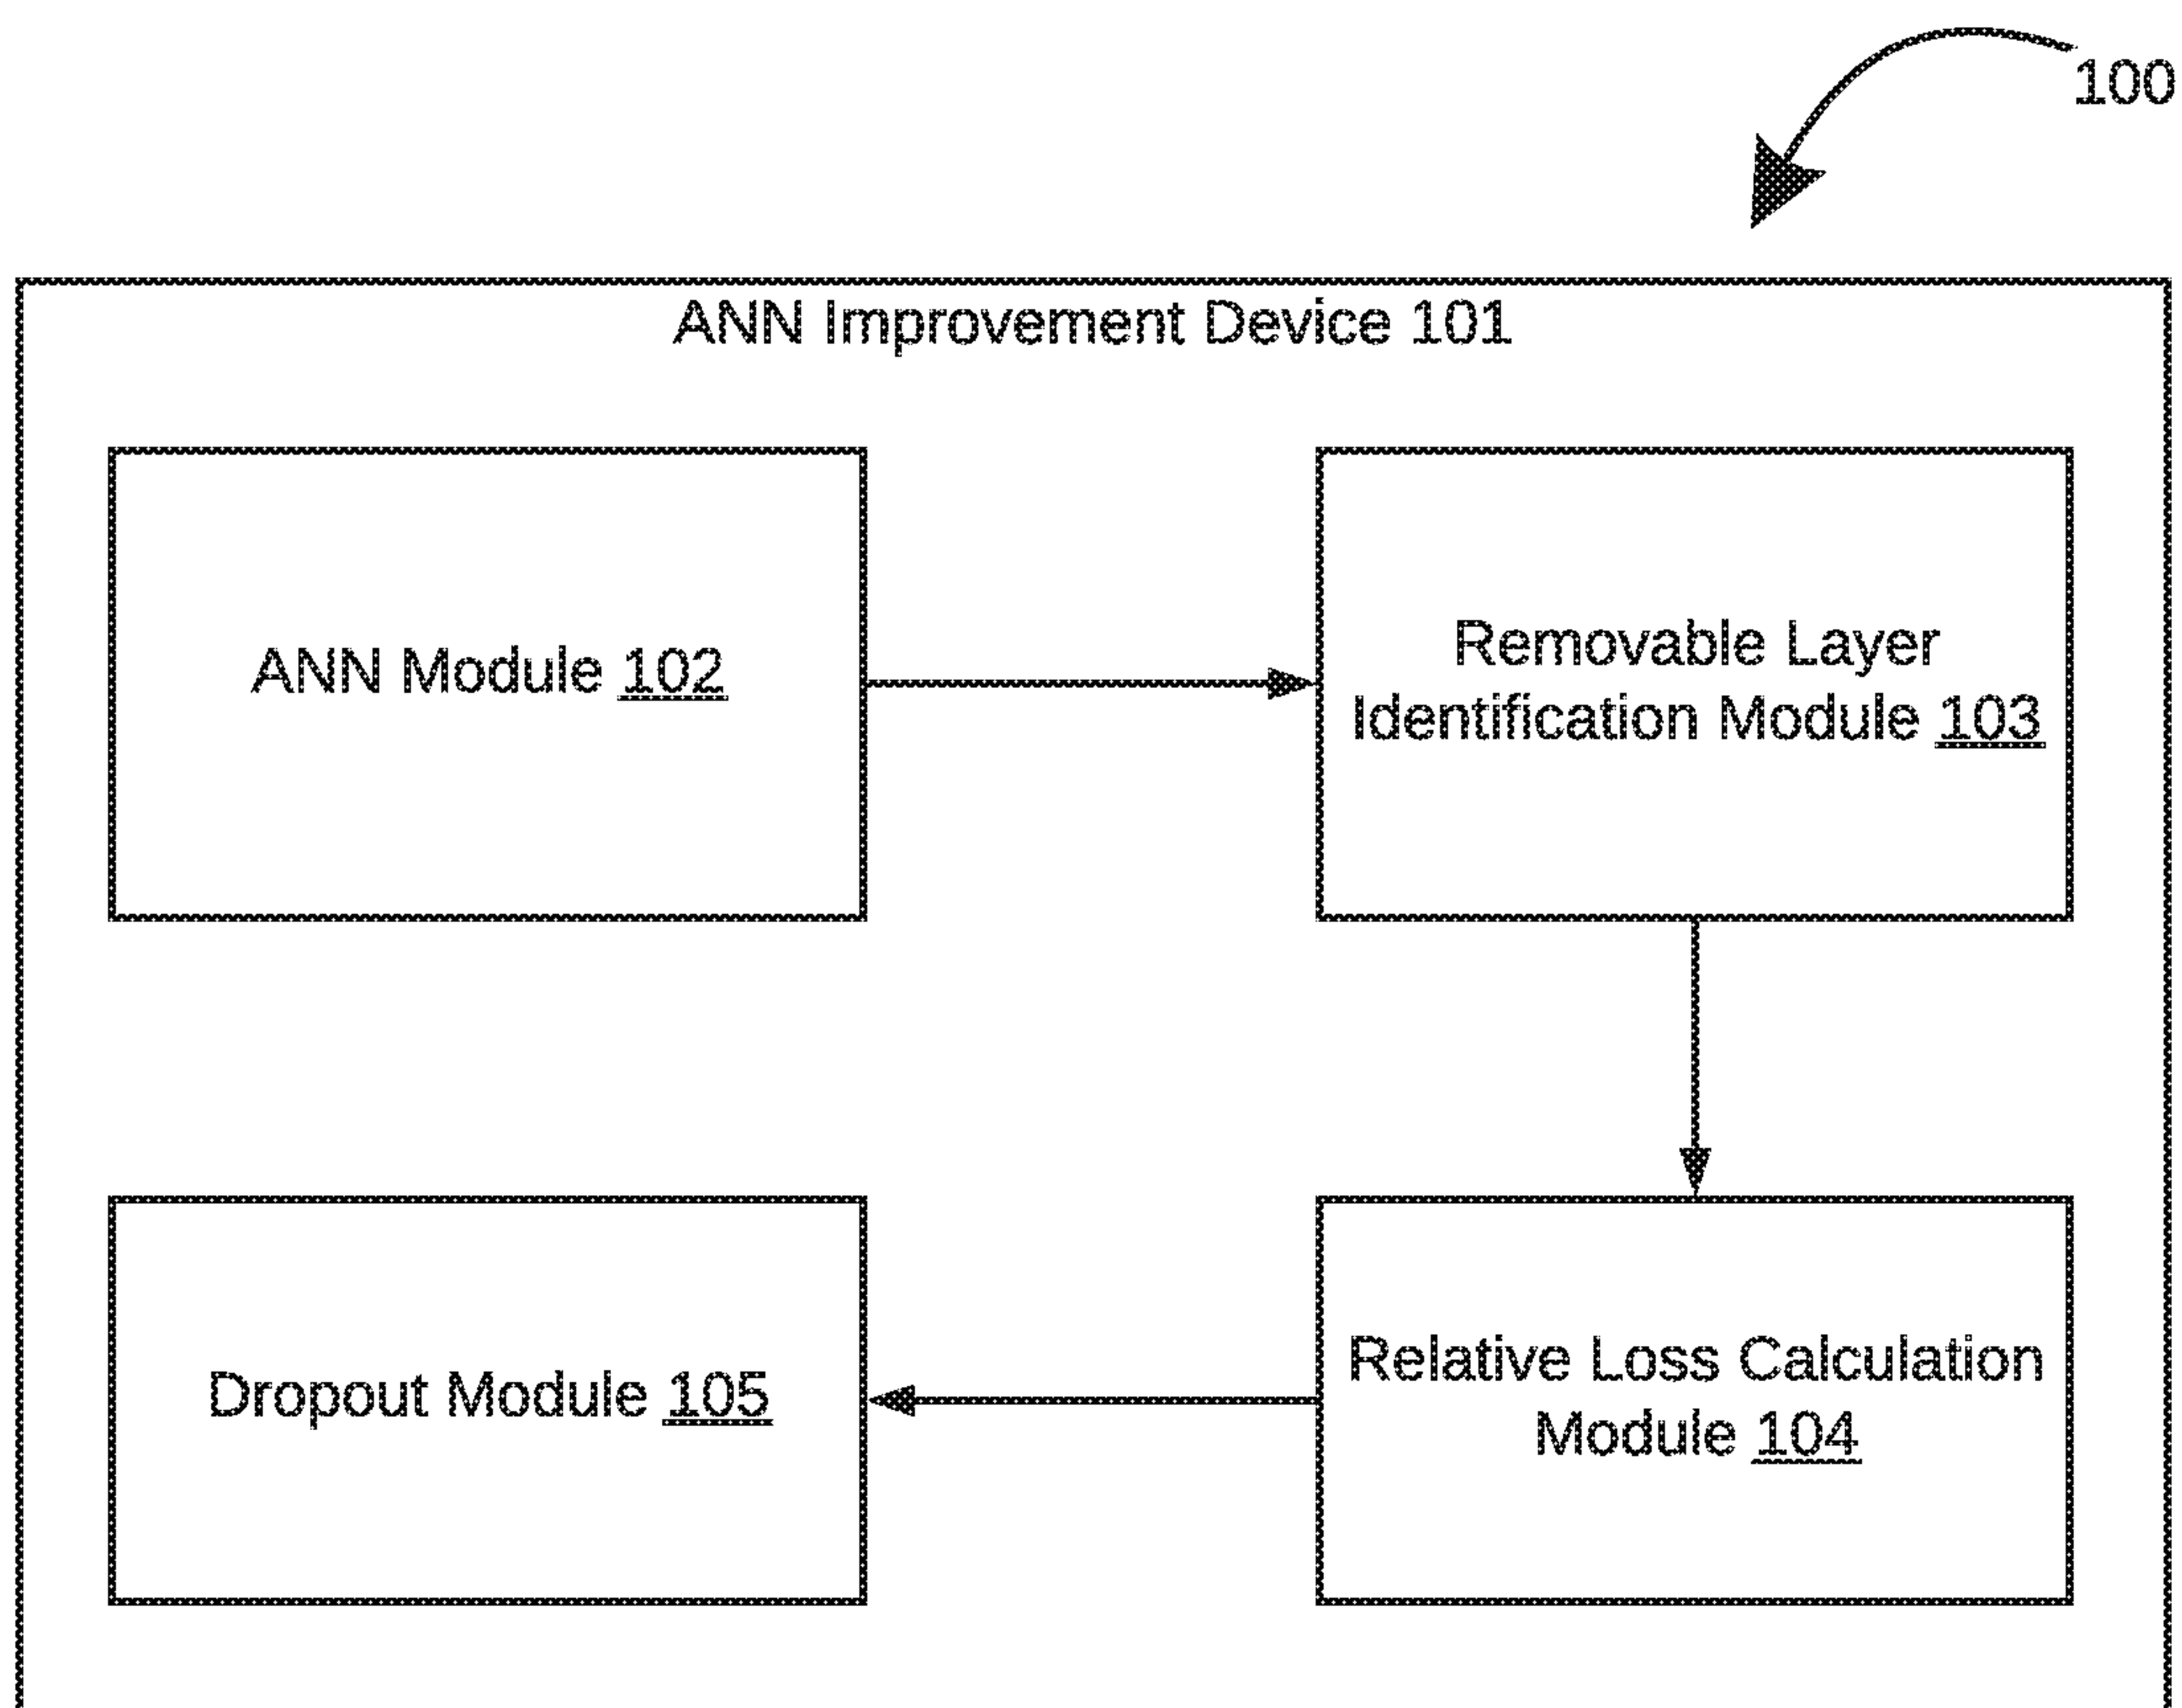 100
ANN Improvement Device 101
ANN Module 102
Removable Layer
Identification Module 103
Dropout Module 105
Relative Loss Calculation
Module 104